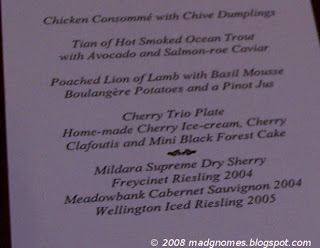 Chicken Consommé with Chive Dumplings
Tian of Hot Smoked Ocean Trout
with Avocado and Salmon-roe Caviar
Poached Lion of Lamb with Basil Mousse
Boulangère Potatoes and a Pinot Jus
Cherry Trio Plate
Home-made Cherry Ice-cream, Cherry
Clafoutis and Mini Black Forest Cake
Mildara Supreme Dry Sherry
Freycinet Riesling 2004
Meadowbank Cabernet Sauvignon 2004
Wellington Iced Riesling 2005
© 2008 madgnomes.blogspot.com